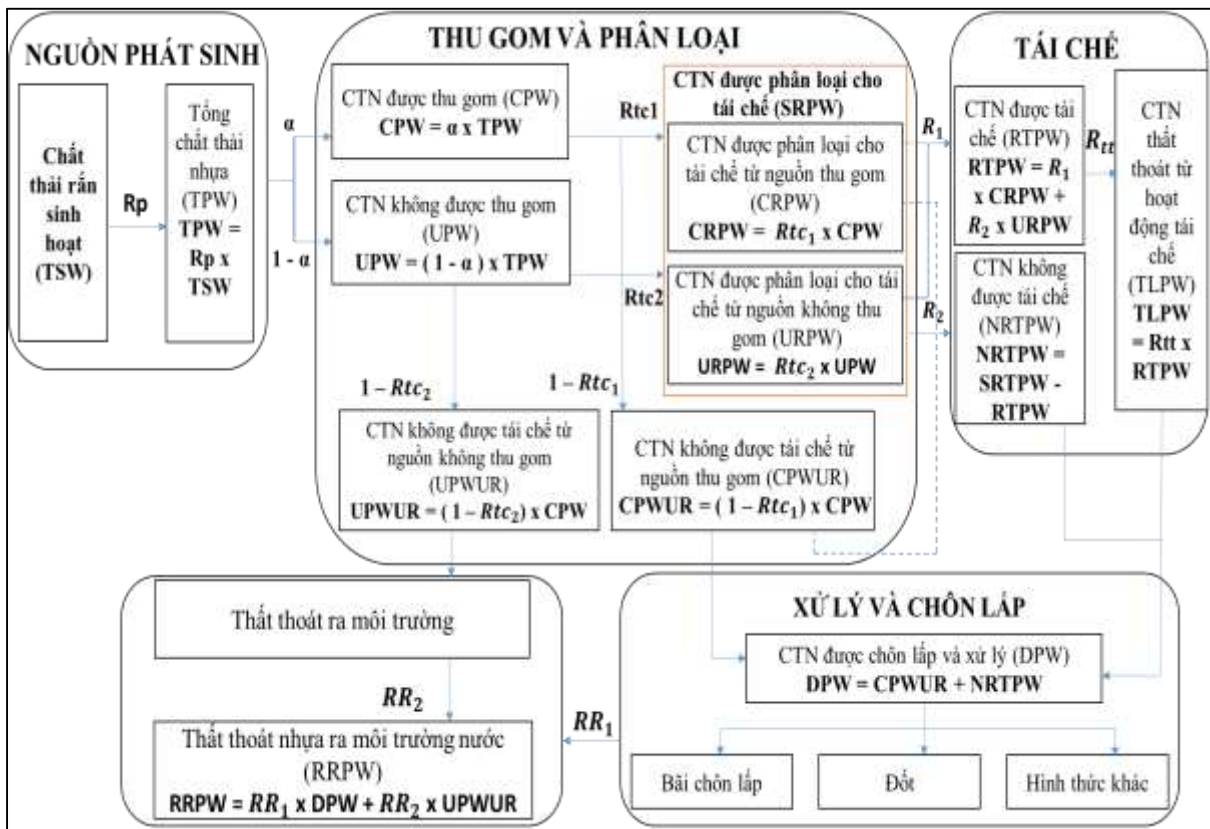 NGUỒN PHÁT SINH
Chất
thải rắn
sinh
hoạt
(TSW)
Rp
Tổng
chất thải
nhựa
(TPW)
TPW =
Rp x
TSW
α
1 - α
THU GOM VÀ PHÂN LOẠI
CTN được thu gom (CPW)
CPW = α x TPW
CTN không được thu gom
(UPW)
UPW = ( 1 - α ) x TPW
Rtc1
Rtc2
CTN được phân loại cho
tái chế (SRPW)
CTN được phân loại cho
tái chế từ nguồn thu gom
(CRPW)
CRPW = Rtc₁ x CPW
CTN được phân loại cho tái
chế từ nguồn không thu
gom (URPW)
URPW = Rtc₂ x UPW
1 – Rtc₂
1 – Rtc₁
CTN không được tái chế từ
nguồn không thu gom
(UPWUR)
UPWUR = (1 – Rtc₂) x CPW
CTN không được tái chế từ
nguồn thu gom (CPWUR)
CPWUR = ( 1 – Rtc₁) x CPW
R₁
R₂
TÁI CHẾ
CTN được tái
chế (RTPW)
RTPW = R₁
x CRPW +
R₂ x URPW
Rₜₜ
CTN không
được tái chế
(NRTPW)
NRTPW =
SRTPW -
RTPW
CTN
thất
thoát từ
hoạt
động tái
chế
(TLPW)
TLPW
= Rtt x
RTPW
Thất thoát ra môi trường
RR₂
Thất thoát nhựa ra môi trường nước
(RRPW)
RRPW = RR₁ x DPW + RR₂ x UPWUR
RR₁
XỬ LÝ VÀ CHÔN LẤP
CTN được chôn lấp và xử lý (DPW)
DPW = CPWUR + NRTPW
Bãi chôn lấp
Đốt
Hình thức khác